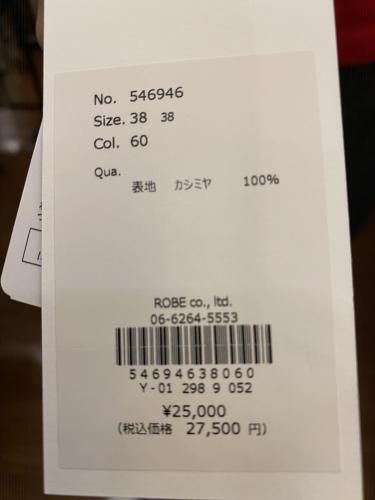 No. 546946
Size. 38 38
Col. 60
Qua.
表地 カシミヤ 100%
ROBE co., ltd.
06-6264-5553
54694638060
Y-01 298 9 052
¥25,000
(税込価格 27,500 円)